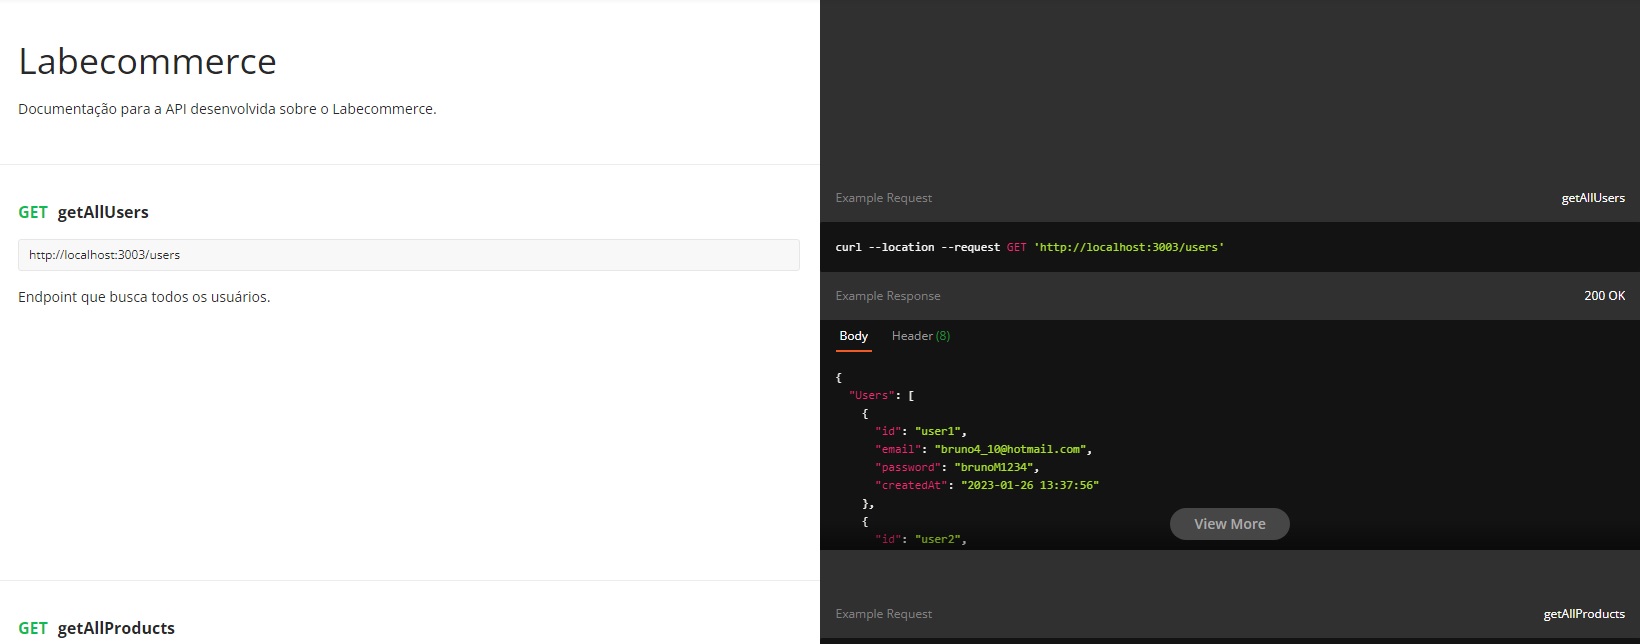 Labecommerce
Documentação para a API desenvolvida sobre o Labecommerce.
GET getAllUsers
http://localhost:3003/users
Endpoint que busca todos os usuários.
GET getAllProducts
Example Request getAllUsers
curl --location --request GET 'http://localhost:3003/users'
Example Response 200 OK
Body Header (8)
{
"Users": [
{
"id": "user1",
"email": "bruno4_10@hotmail.com",
"password": "brunoM1234",
"createdAt": "2023-01-26 13:37:56"
},
{
"id": "user2",
View More
Example Request getAllProducts